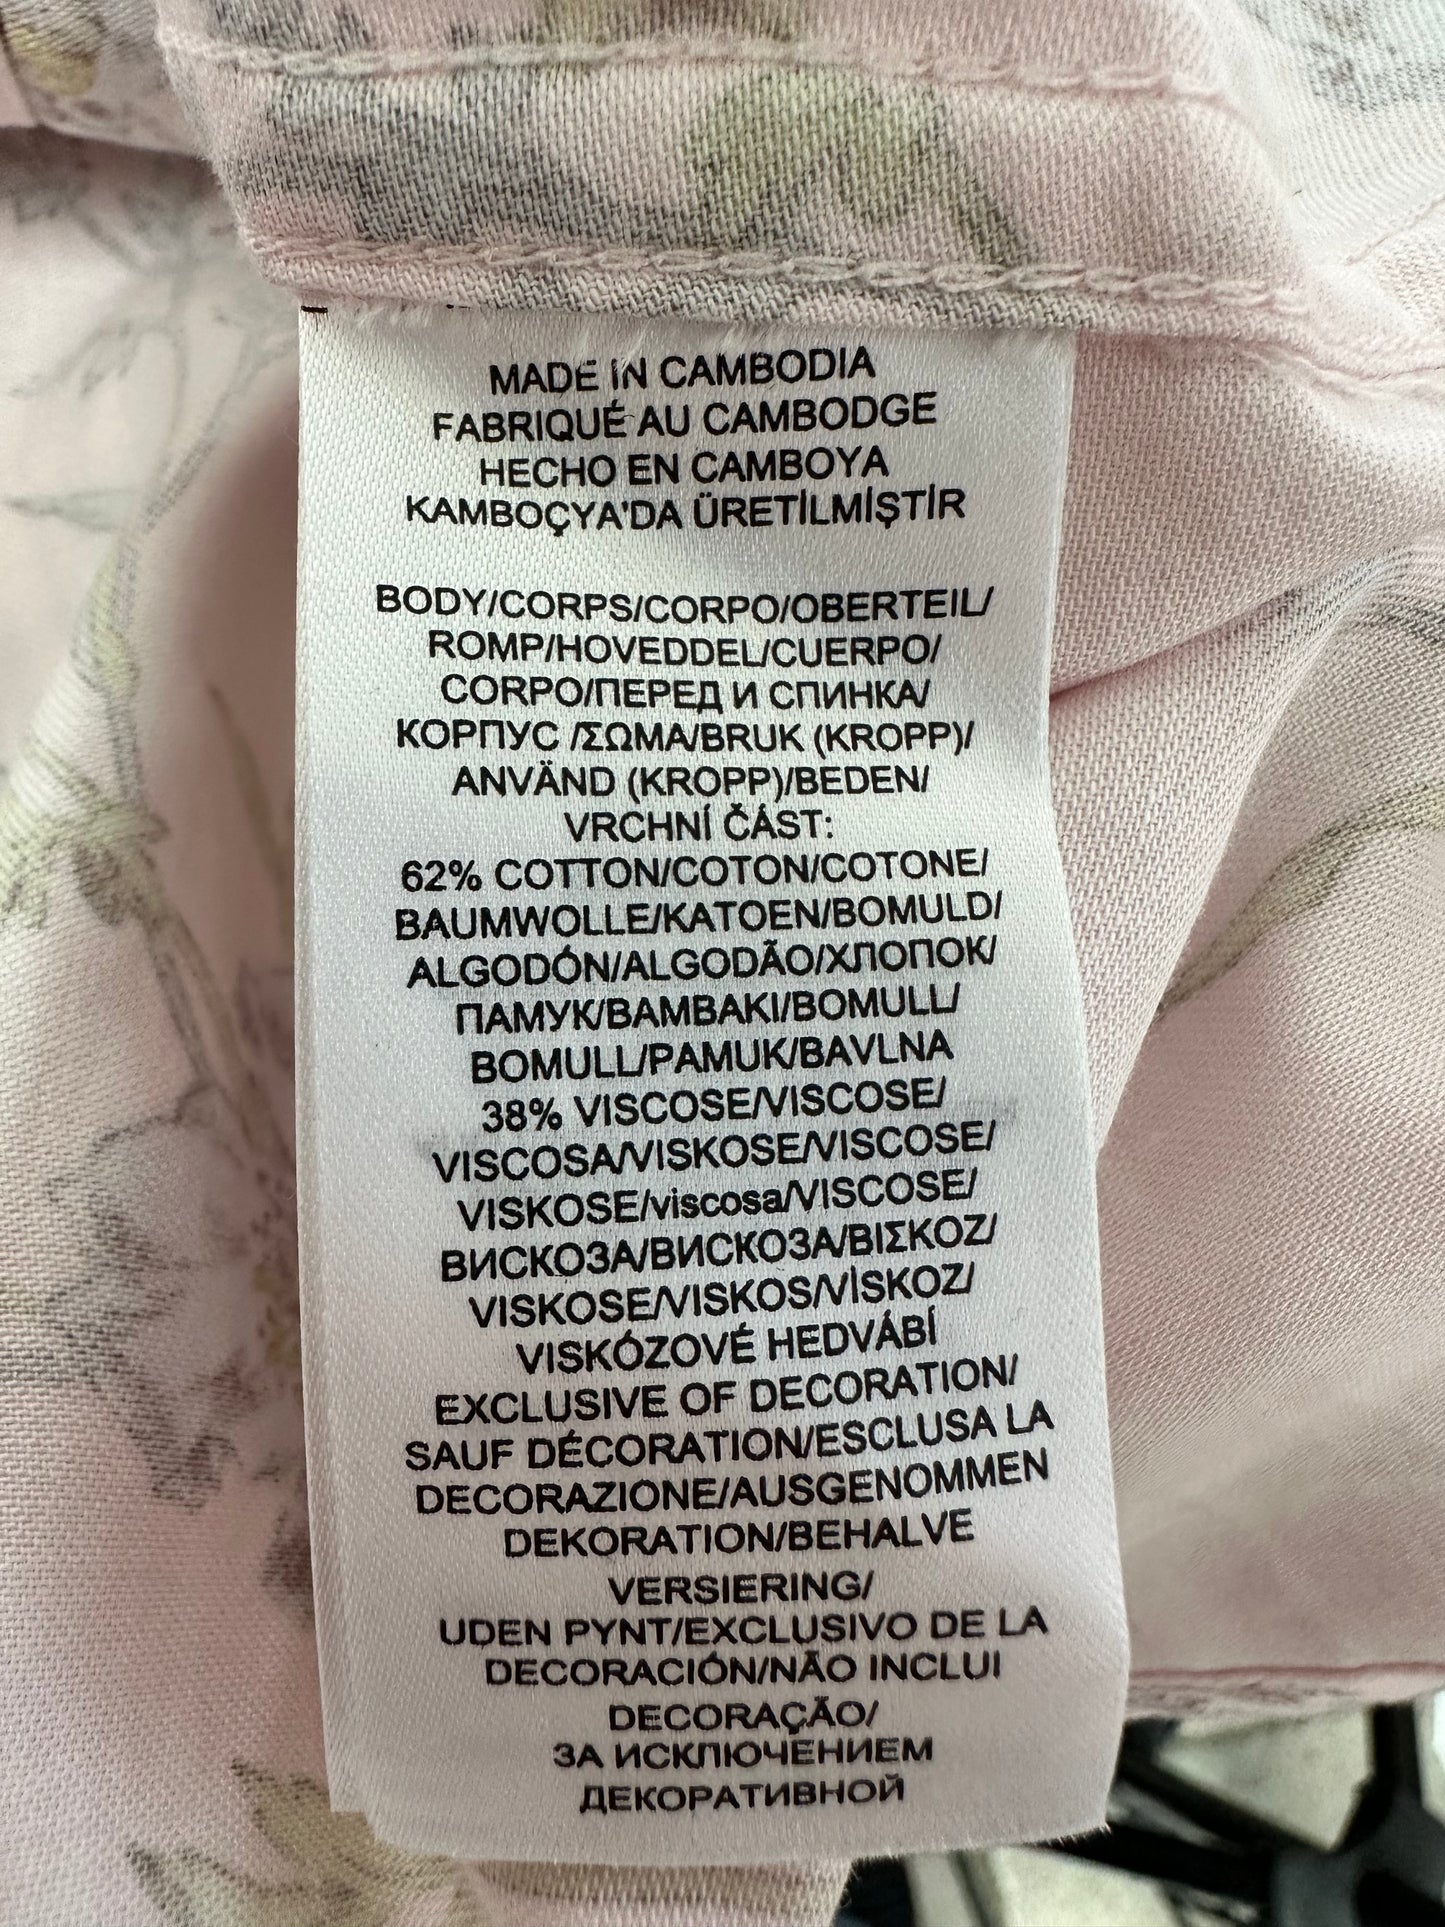 MADE IN CAMBODIA
FABRIQUÉ AU CAMBODGE
HECHO EN CAMBOYA
KAMBOÇYA'DA ÜRETİLMİŞTİR
BODY/CORPS/CORPO/OBERTEIL/
ROMP/HOVEDDEL/CUERPO/
CORPO/ПЕРЕД И СПИНКА/
КОРПУС /ΣΩΜΑ/BRUK (KROPP)/
ANVÄND (KROPP)/BEDEN/
VRCHNÍ ČÁST:
62% COTTON/COTON/COTONE/
BAUMWOLLE/KATOEN/BOMULD/
ALGODÓN/ALGODÃO/ХЛОПОК/
ПАМУК/BAMBAKI/BOMULL/
BOMULL/PAMUK/BAVLNA
38% VISCOSE/VISCOSE/
VISCOSA/VISKOSE/VISCOSE/
VISKOSE/viscosa/VISCOSE/
ВИСКОЗА/ВИСКОЗА/ΒΙΣΚΟΖ/
VISKOSE/VISKOS/VİSKOZ/
VISKÓZOVÉ HEDVÁBÍ
EXCLUSIVE OF DECORATION/
SAUF DÉCORATION/ESCLUSA LA
DECORAZIONE/AUSGENOMMEN
DEKORATION/BEHALVE
VERSIERING/
UDEN PYNT/EXCLUSIVO DE LA
DECORACIÓN/NÃO INCLUI
DECORAÇÃO/
ЗА ИСКЛЮЧЕНИЕМ
ДЕКОРАТИВНОЙ